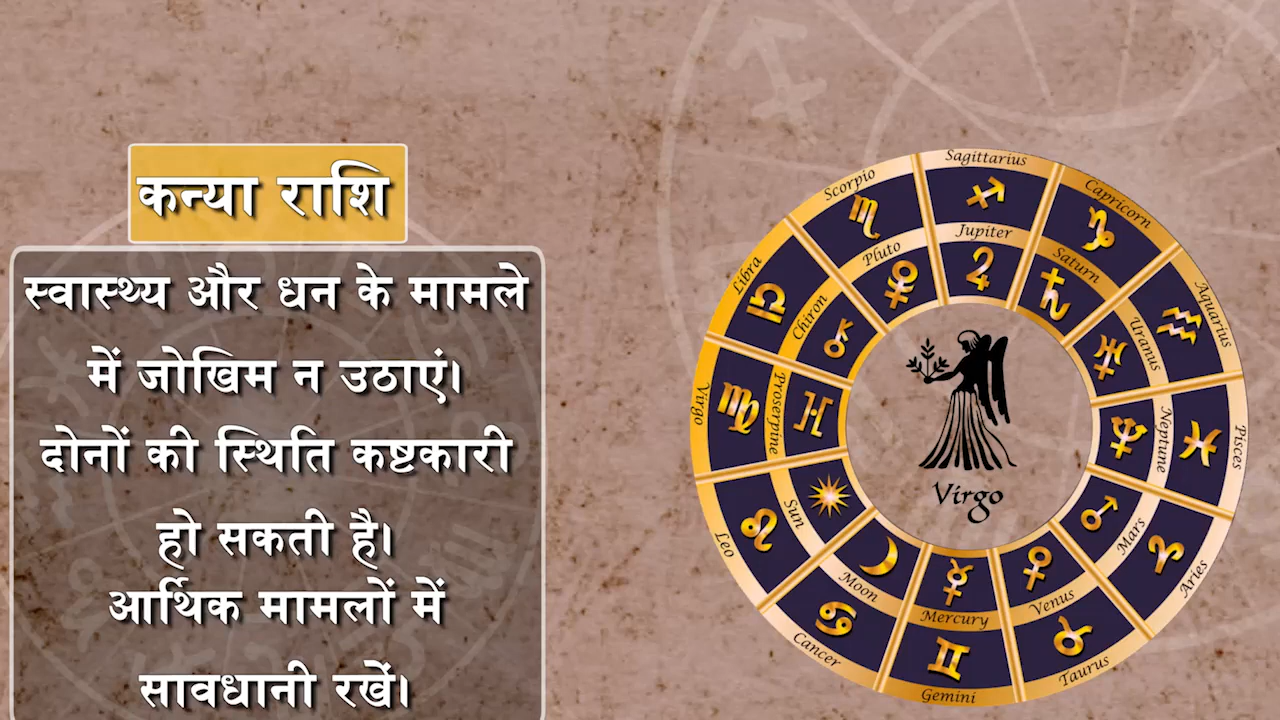 कन्या राशि
स्वास्थ्य और धन के मामले
में जोखिम न उठाएं।
दोनों की स्थिति कष्टकारी
हो सकती है।
आर्थिक मामलों में
सावधानी रखें।
Sagittarius
Capricorn
Aquarius
Pisces
Aries
Taurus
Gemini
Cancer
Leo
Virgo
Libra
Scorpio
Jupiter
Saturn
Uranus
Neptune
Mars
Venus
Mercury
Moon
Sun
Proserpine
Chiron
Pluto
Virgo